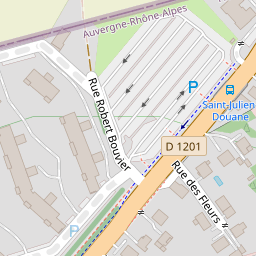 Auvergne-Rhône-Alpes
P
Saint-Julien
Douane
Rue Robert Bouvier
D 1201
Rue des Fleurs
P